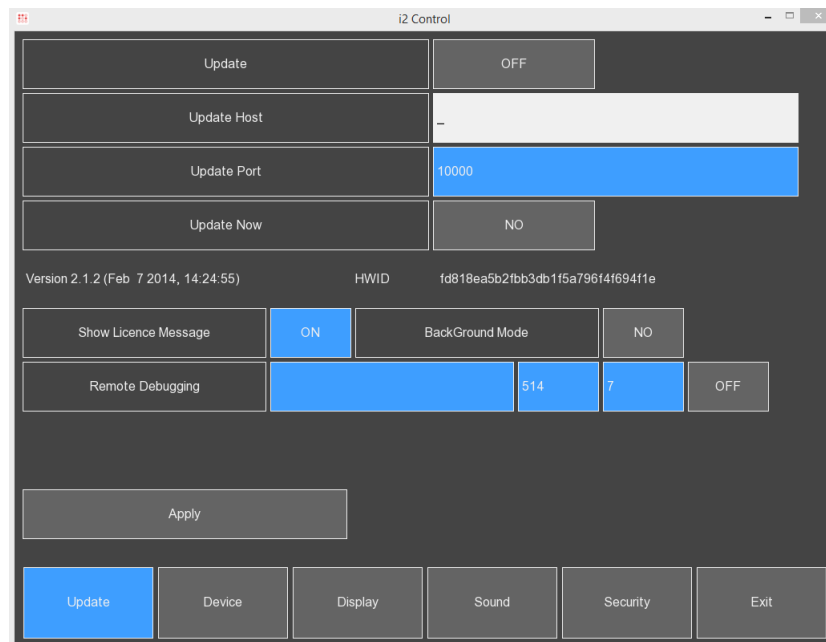 i2 Control
Update OFF
Update Host _
Update Port 10000
Update Now NO
Version 2.1.2 (Feb 7 2014, 14:24:55) HWID fd818ea5b2fbb3db1f5a796f4f694f1e
Show Licence Message ON BackGround Mode NO
Remote Debugging 514 7 OFF
Apply
Update Device Display Sound Security Exit